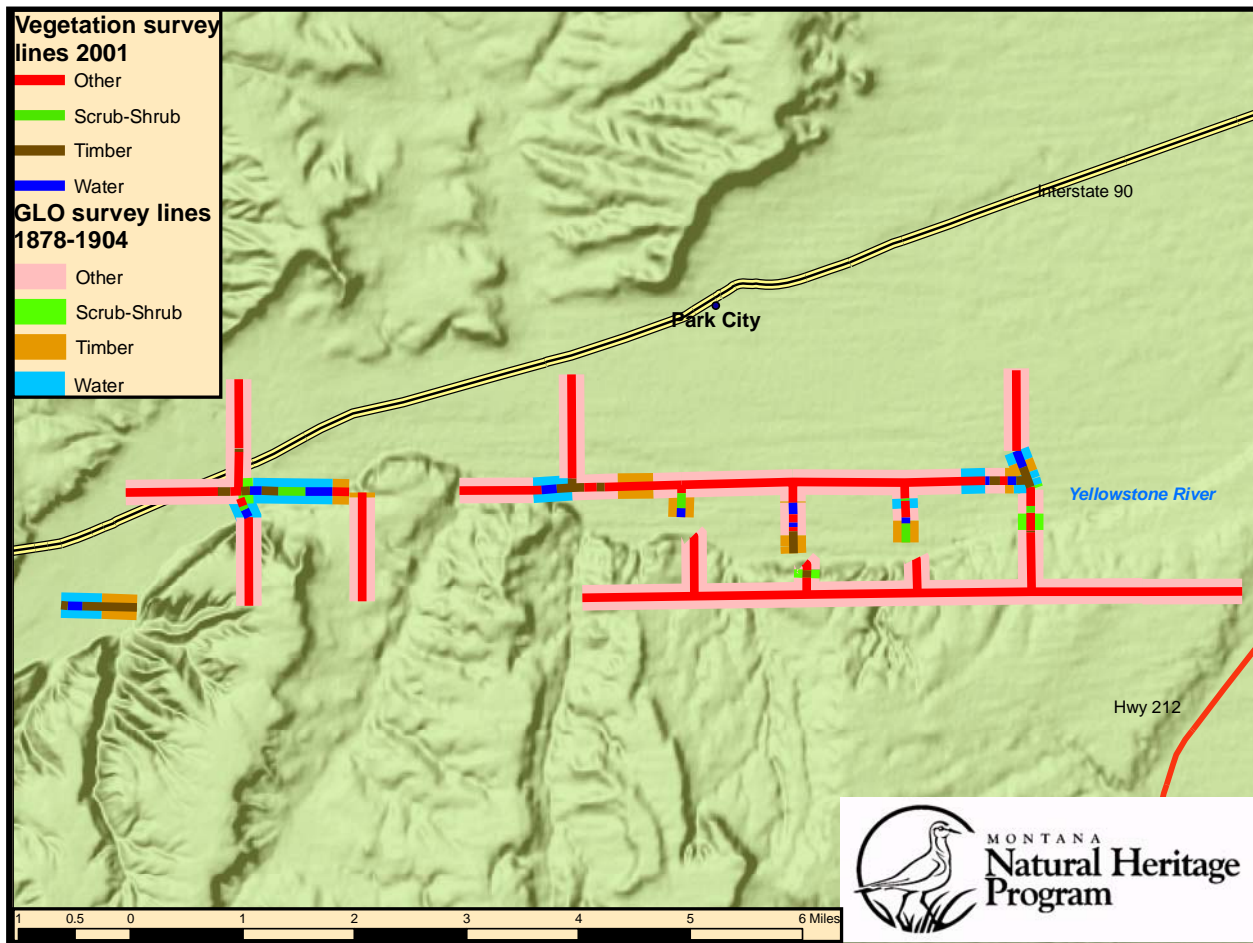 Vegetation survey
lines 2001
Other
Scrub-Shrub
Timber
Water
GLO survey lines
1878-1904
Other
Scrub-Shrub
Timber
Water
Interstate 90
Park City
Yellowstone River
Hwy 212
1 0.5 0 1 2 3 4 5 6 Miles
MONTANA
Natural Heritage
Program